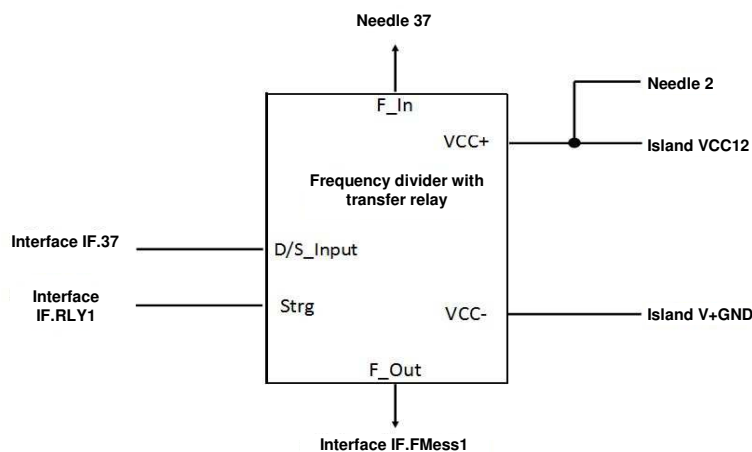 Needle 37
F_In
Needle 2
VCC+
Island VCC12
Frequency divider with
transfer relay
Interface IF.37
D/S_Input
Interface
IF.RLY1
Strg
VCC-
Island V+GND
F_Out
Interface IF.FMess1